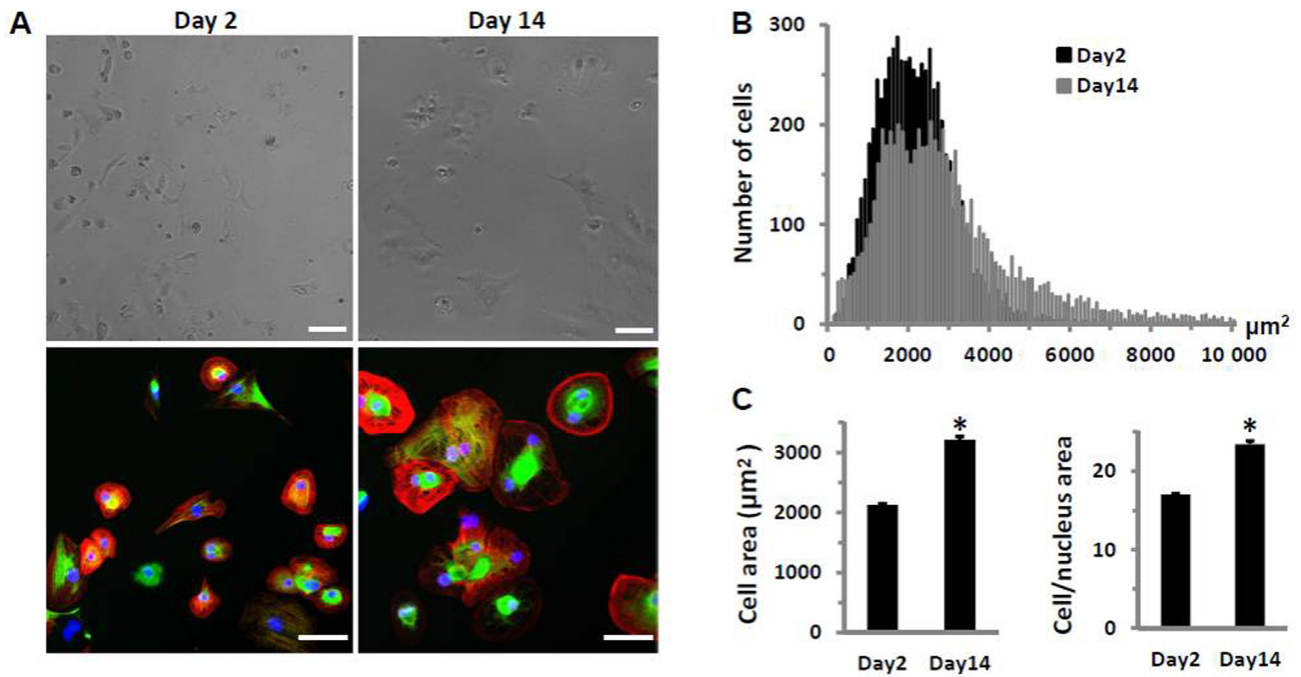 A
Day 2
Day 14
B
300
200
100
0
Number of cells
Day2
Day14
0
2000
4000
6000
8000
10 000
µm²
C
Cell area (µm²)
3000
2000
1000
0
*
Day2
Day14
Cell/nucleus area
20
10
0
*
Day2
Day14